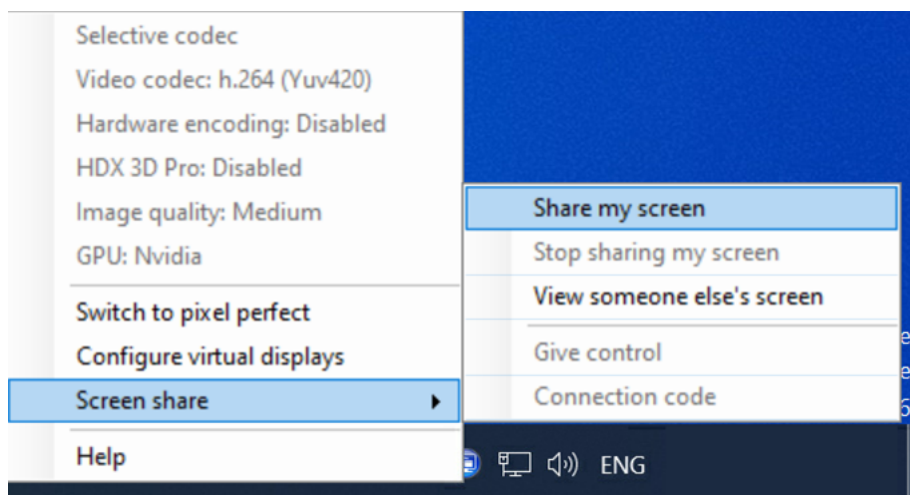 Selective codec
Video codec: h.264 (Yuv420)
Hardware encoding: Disabled
HDX 3D Pro: Disabled
Image quality: Medium
GPU: Nvidia
Switch to pixel perfect
Configure virtual displays
Screen share
Help
Share my screen
Stop sharing my screen
View someone else's screen
Give control
Connection code
ENG